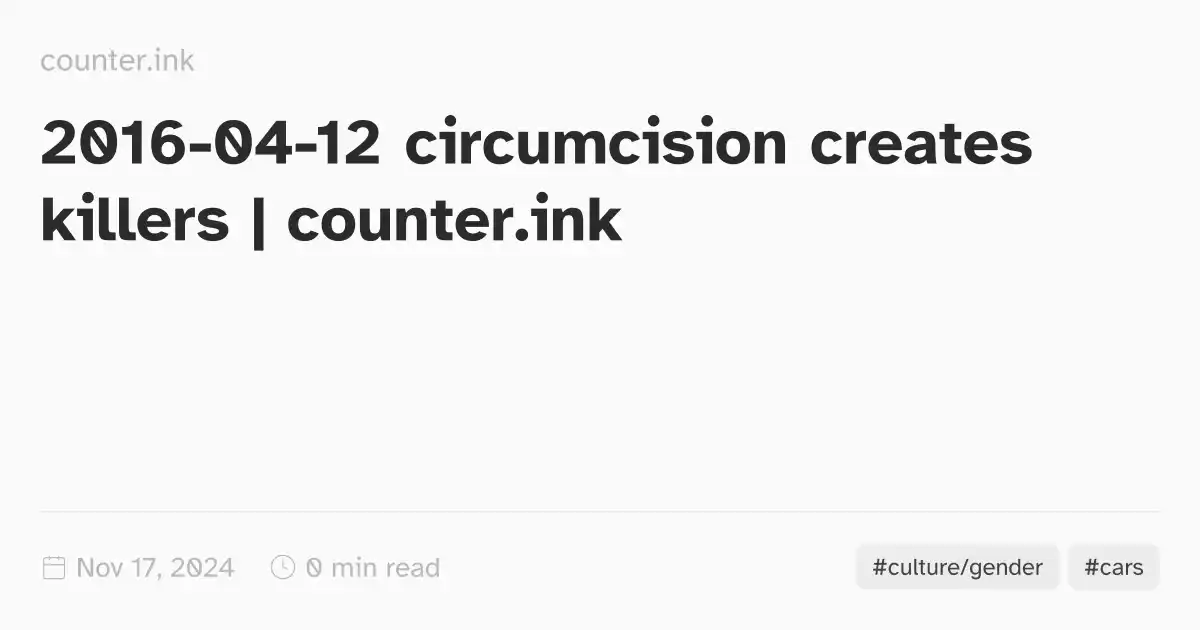 counter.ink
2016-04-12 circumcision creates
killers | counter.ink
Nov 17, 2024 0 min read #culture/gender #cars